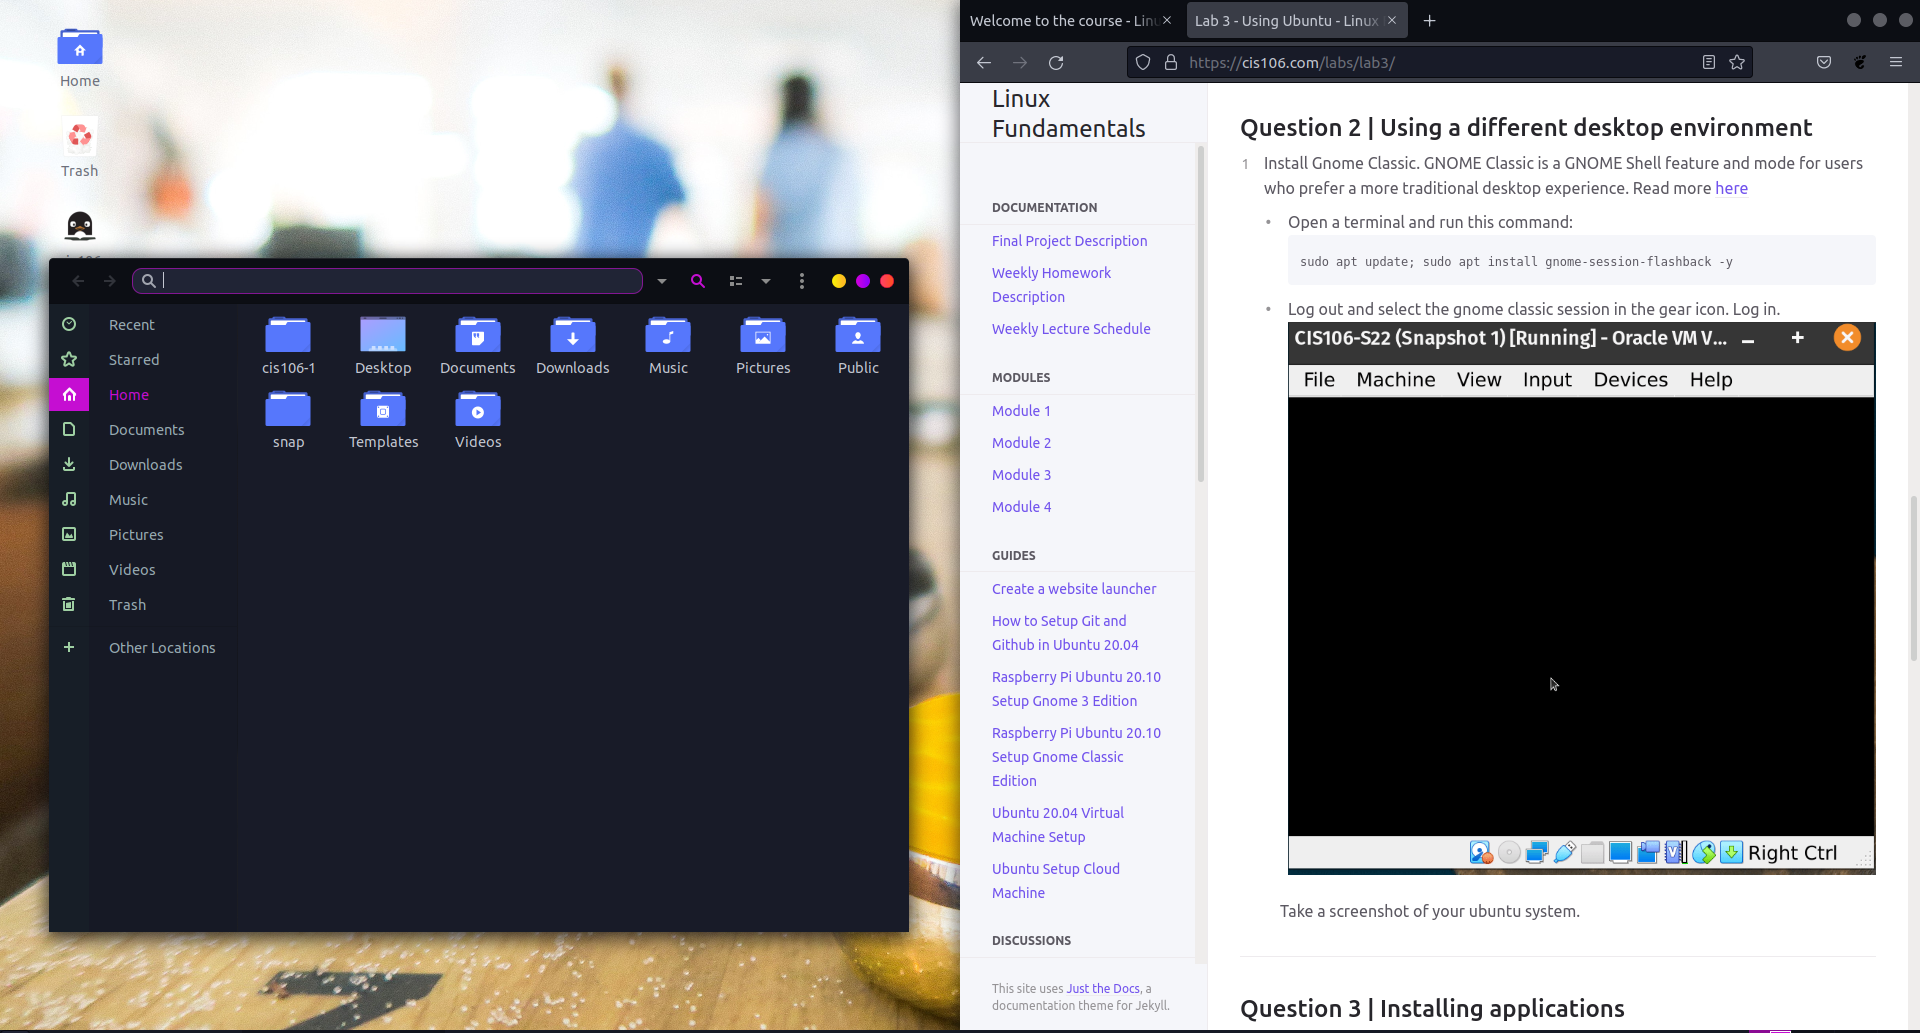 Home
Trash
Recent
Starred
Home
Documents
Downloads
Music
Pictures
Videos
Trash
Other Locations
cis106-1
Desktop
Documents
Downloads
Music
Pictures
Public
snap
Templates
Videos
Welcome to the course - Linu
Lab 3 - Using Ubuntu - Linux
https://cis106.com/labs/lab3/
Linux
Fundamentals
DOCUMENTATION
Final Project Description
Weekly Homework
Description
Weekly Lecture Schedule
MODULES
Module 1
Module 2
Module 3
Module 4
GUIDES
Create a website launcher
How to Setup Git and
Github in Ubuntu 20.04
Raspberry Pi Ubuntu 20.10
Setup Gnome 3 Edition
Raspberry Pi Ubuntu 20.10
Setup Gnome Classic
Edition
Ubuntu 20.04 Virtual
Machine Setup
Ubuntu Setup Cloud
Machine
DISCUSSIONS
This site uses Just the Docs, a
documentation theme for Jekyll.
Question 2 | Using a different desktop environment
1 Install Gnome Classic. GNOME Classic is a GNOME Shell feature and mode for users
who prefer a more traditional desktop experience. Read more here
• Open a terminal and run this command:
sudo apt update; sudo apt install gnome-session-flashback -y
• Log out and select the gnome classic session in the gear icon. Log in.
CIS106-S22 (Snapshot 1) [Running] - Oracle VM V...
File Machine View Input Devices Help
Right Ctrl
Take a screenshot of your ubuntu system.
Question 3 | Installing applications